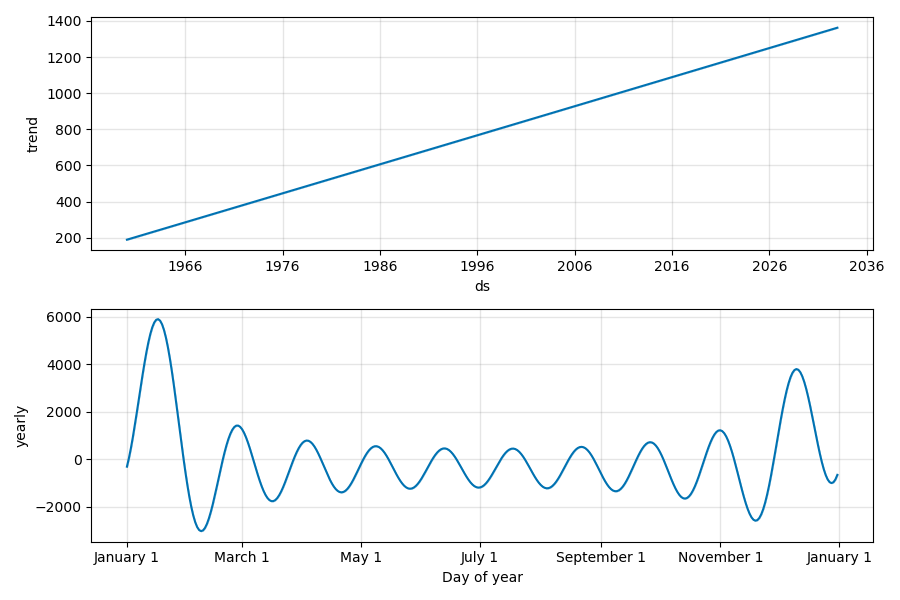 1400
1200
1000
800
600
400
200
trend
1966 1976 1986 1996 2006 2016 2026 2036
ds
6000
4000
2000
0
−2000
yearly
January 1 March 1 May 1 July 1 September 1 November 1 January 1
Day of year